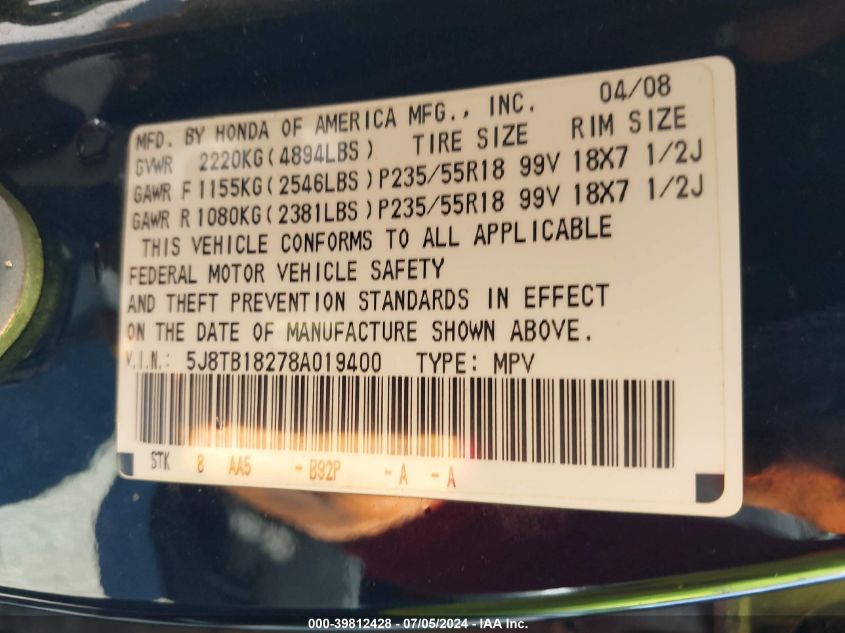 MFD. BY HONDA OF AMERICA MFG., INC. 04/08
GVWR 2220KG(4894LBS) TIRE SIZE RIM SIZE
GAWR F 1155KG(2546LBS) P235/55R18 99V 18X7 1/2J
GAWR R 1080KG(2381LBS) P235/55R18 99V 18X7 1/2J
THIS VEHICLE CONFORMS TO ALL APPLICABLE
FEDERAL MOTOR VEHICLE SAFETY
AND THEFT PREVENTION STANDARDS IN EFFECT
ON THE DATE OF MANUFACTURE SHOWN ABOVE.
V.I.N.: 5J8TB18278A019400 TYPE: MPV
STK 8 AA5 -B92P -A -A
000-39812428 - 07/05/2024 - IAA Inc.